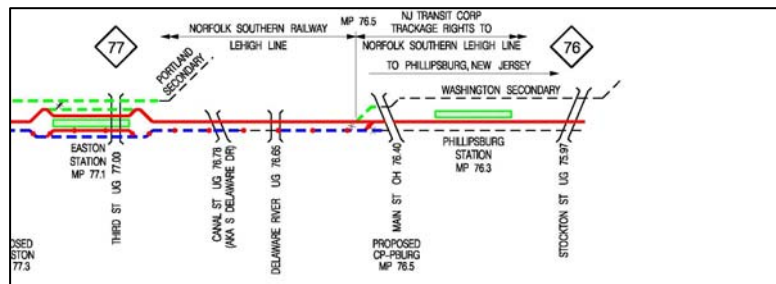 77
NORFOLK SOUTHERN RAILWAY
LEHIGH LINE
MP 76.5
NJ TRANSIT CORP
TRACKAGE RIGHTS TO
NORFOLK SOUTHERN LEHIGH LINE
76
TO PHILLIPSBURG, NEW JERSEY
PORTLAND
SECONDARY
WASHINGTON SECONDARY
EASTON
STATION
MP 77.1
THIRD ST UG 77.00
CANAL ST UG 76.78
(AKA S DELAWARE DR)
DELAWARE RIVER UG 76.65
MAIN ST OH 76.40
PHILLIPSBURG
STATION
MP 76.3
STOCKTON ST UG 75.97
OSED
STON
77.3
PROPOSED
CP-PBURG
MP 76.5